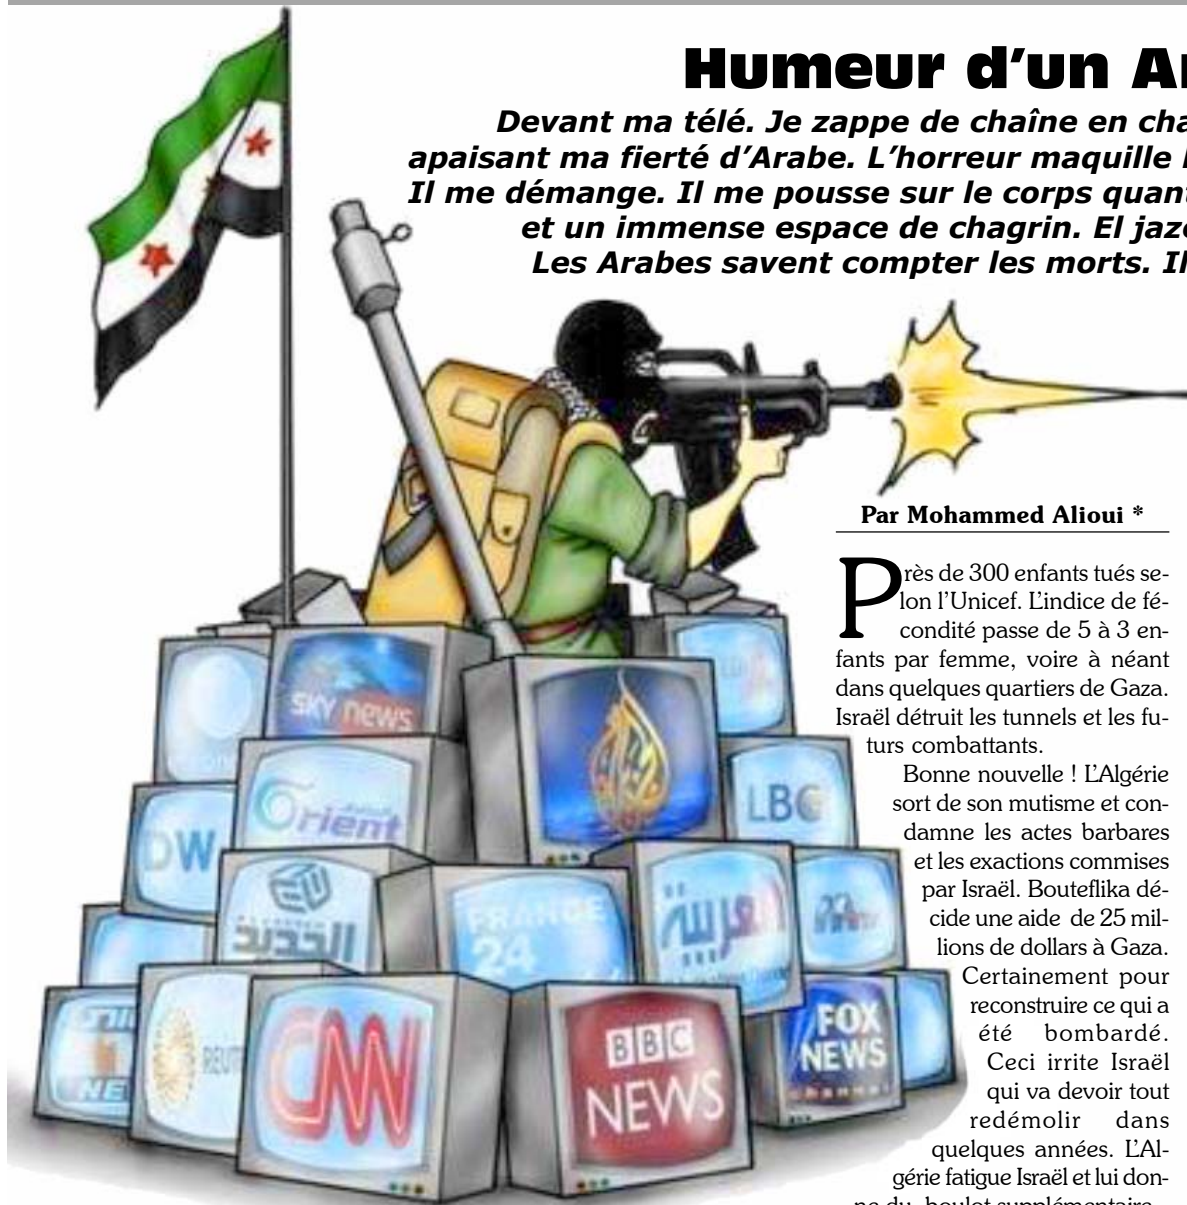 Humeur d’un
Devant ma télé. Je zappe de chaîne en
apaisant ma fierté d’Arabe. L’horreur maquille
Il me démange. Il me pousse sur le corps
et un immense espace de chagrin. El
Les Arabes savent compter les morts.
Par Mohammed Alioui *
Près de 300 enfants tués se-
lon l’Unicef. L’indice de fé-
condité passe de 5 à 3 en-
fants par femme, voire à néant
dans quelques quartiers de Gaza.
Israël détruit les tunnels et les fu-
turs combattants.
Bonne nouvelle ! L’Algérie
sort de son mutisme et con-
damne les actes barbares
et les exactions commises
par Israël. Bouteflika dé-
cide une aide de 25 mil-
lions de dollars à Gaza.
Certainement pour
reconstruire ce qui a
été bombardé.
Ceci irrite Israël
qui va devoir tout
redémolir dans
quelques années. L’Al-
gérie fatigue Israël et lui don-
ne du boulot supplémentaire
sky news
Orient
LBC
DW
الجديد
FRANCE
24
العربية
CNN
BBC
NEWS
FOX
NEWS
channel